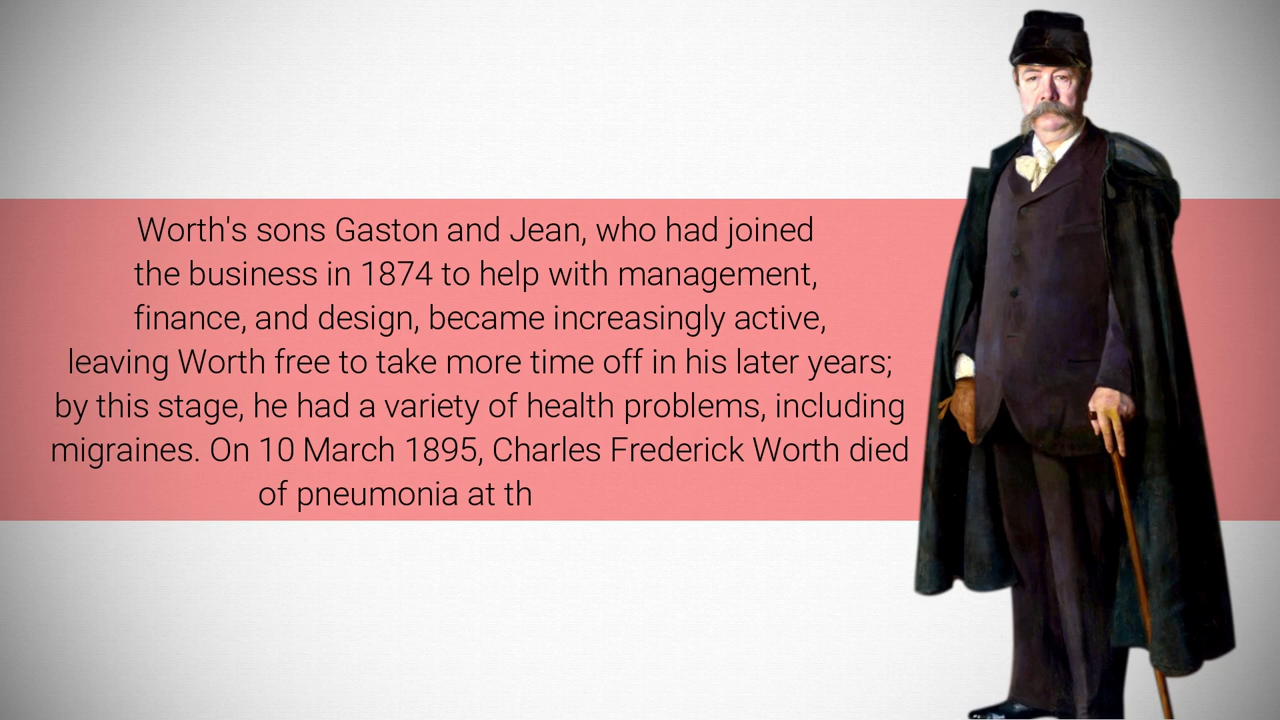 Worth's sons Gaston and Jean, who had joined
the business in 1874 to help with management,
finance, and design, became increasingly active,
leaving Worth free to take more time off in his later years;
by this stage, he had a variety of health problems, including
migraines. On 10 March 1895, Charles Frederick Worth died
of pneumonia at th